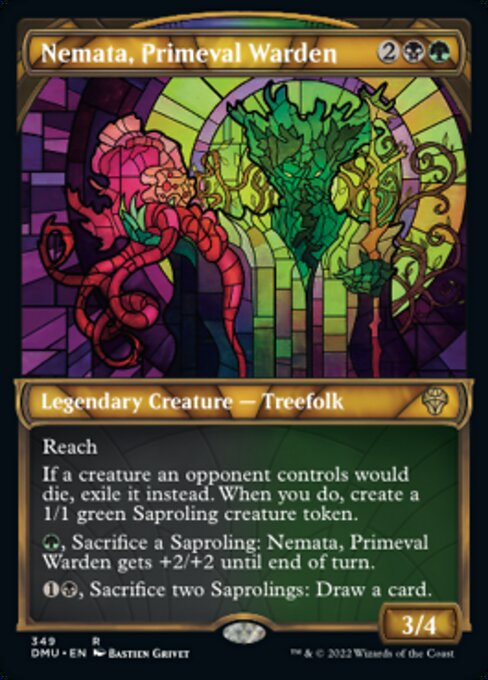 Nemata, Primeval Warden 2
Legendary Creature — Treefolk
Reach
If a creature an opponent controls would
die, exile it instead. When you do, create a
1/1 green Saproling creature token.
, Sacrifice a Saproling: Nemata, Primeval
Warden gets +2/+2 until end of turn.
1 , Sacrifice two Saprolings: Draw a card.
3/4
349 R
DMU • EN Bastien Grivet
™ & © 2022 Wizards of the Coast